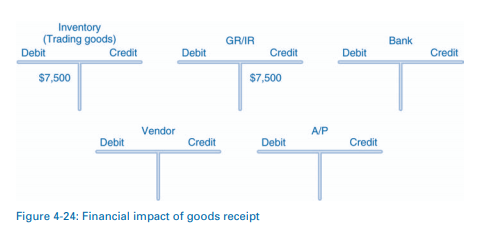 Inventory
(Trading goods)
Debit Credit
$7,500
GR/IR
Debit Credit
$7,500
Bank
Debit Credit
Vendor
Debit Credit
A/P
Debit Credit
Figure 4-24: Financial impact of goods receipt